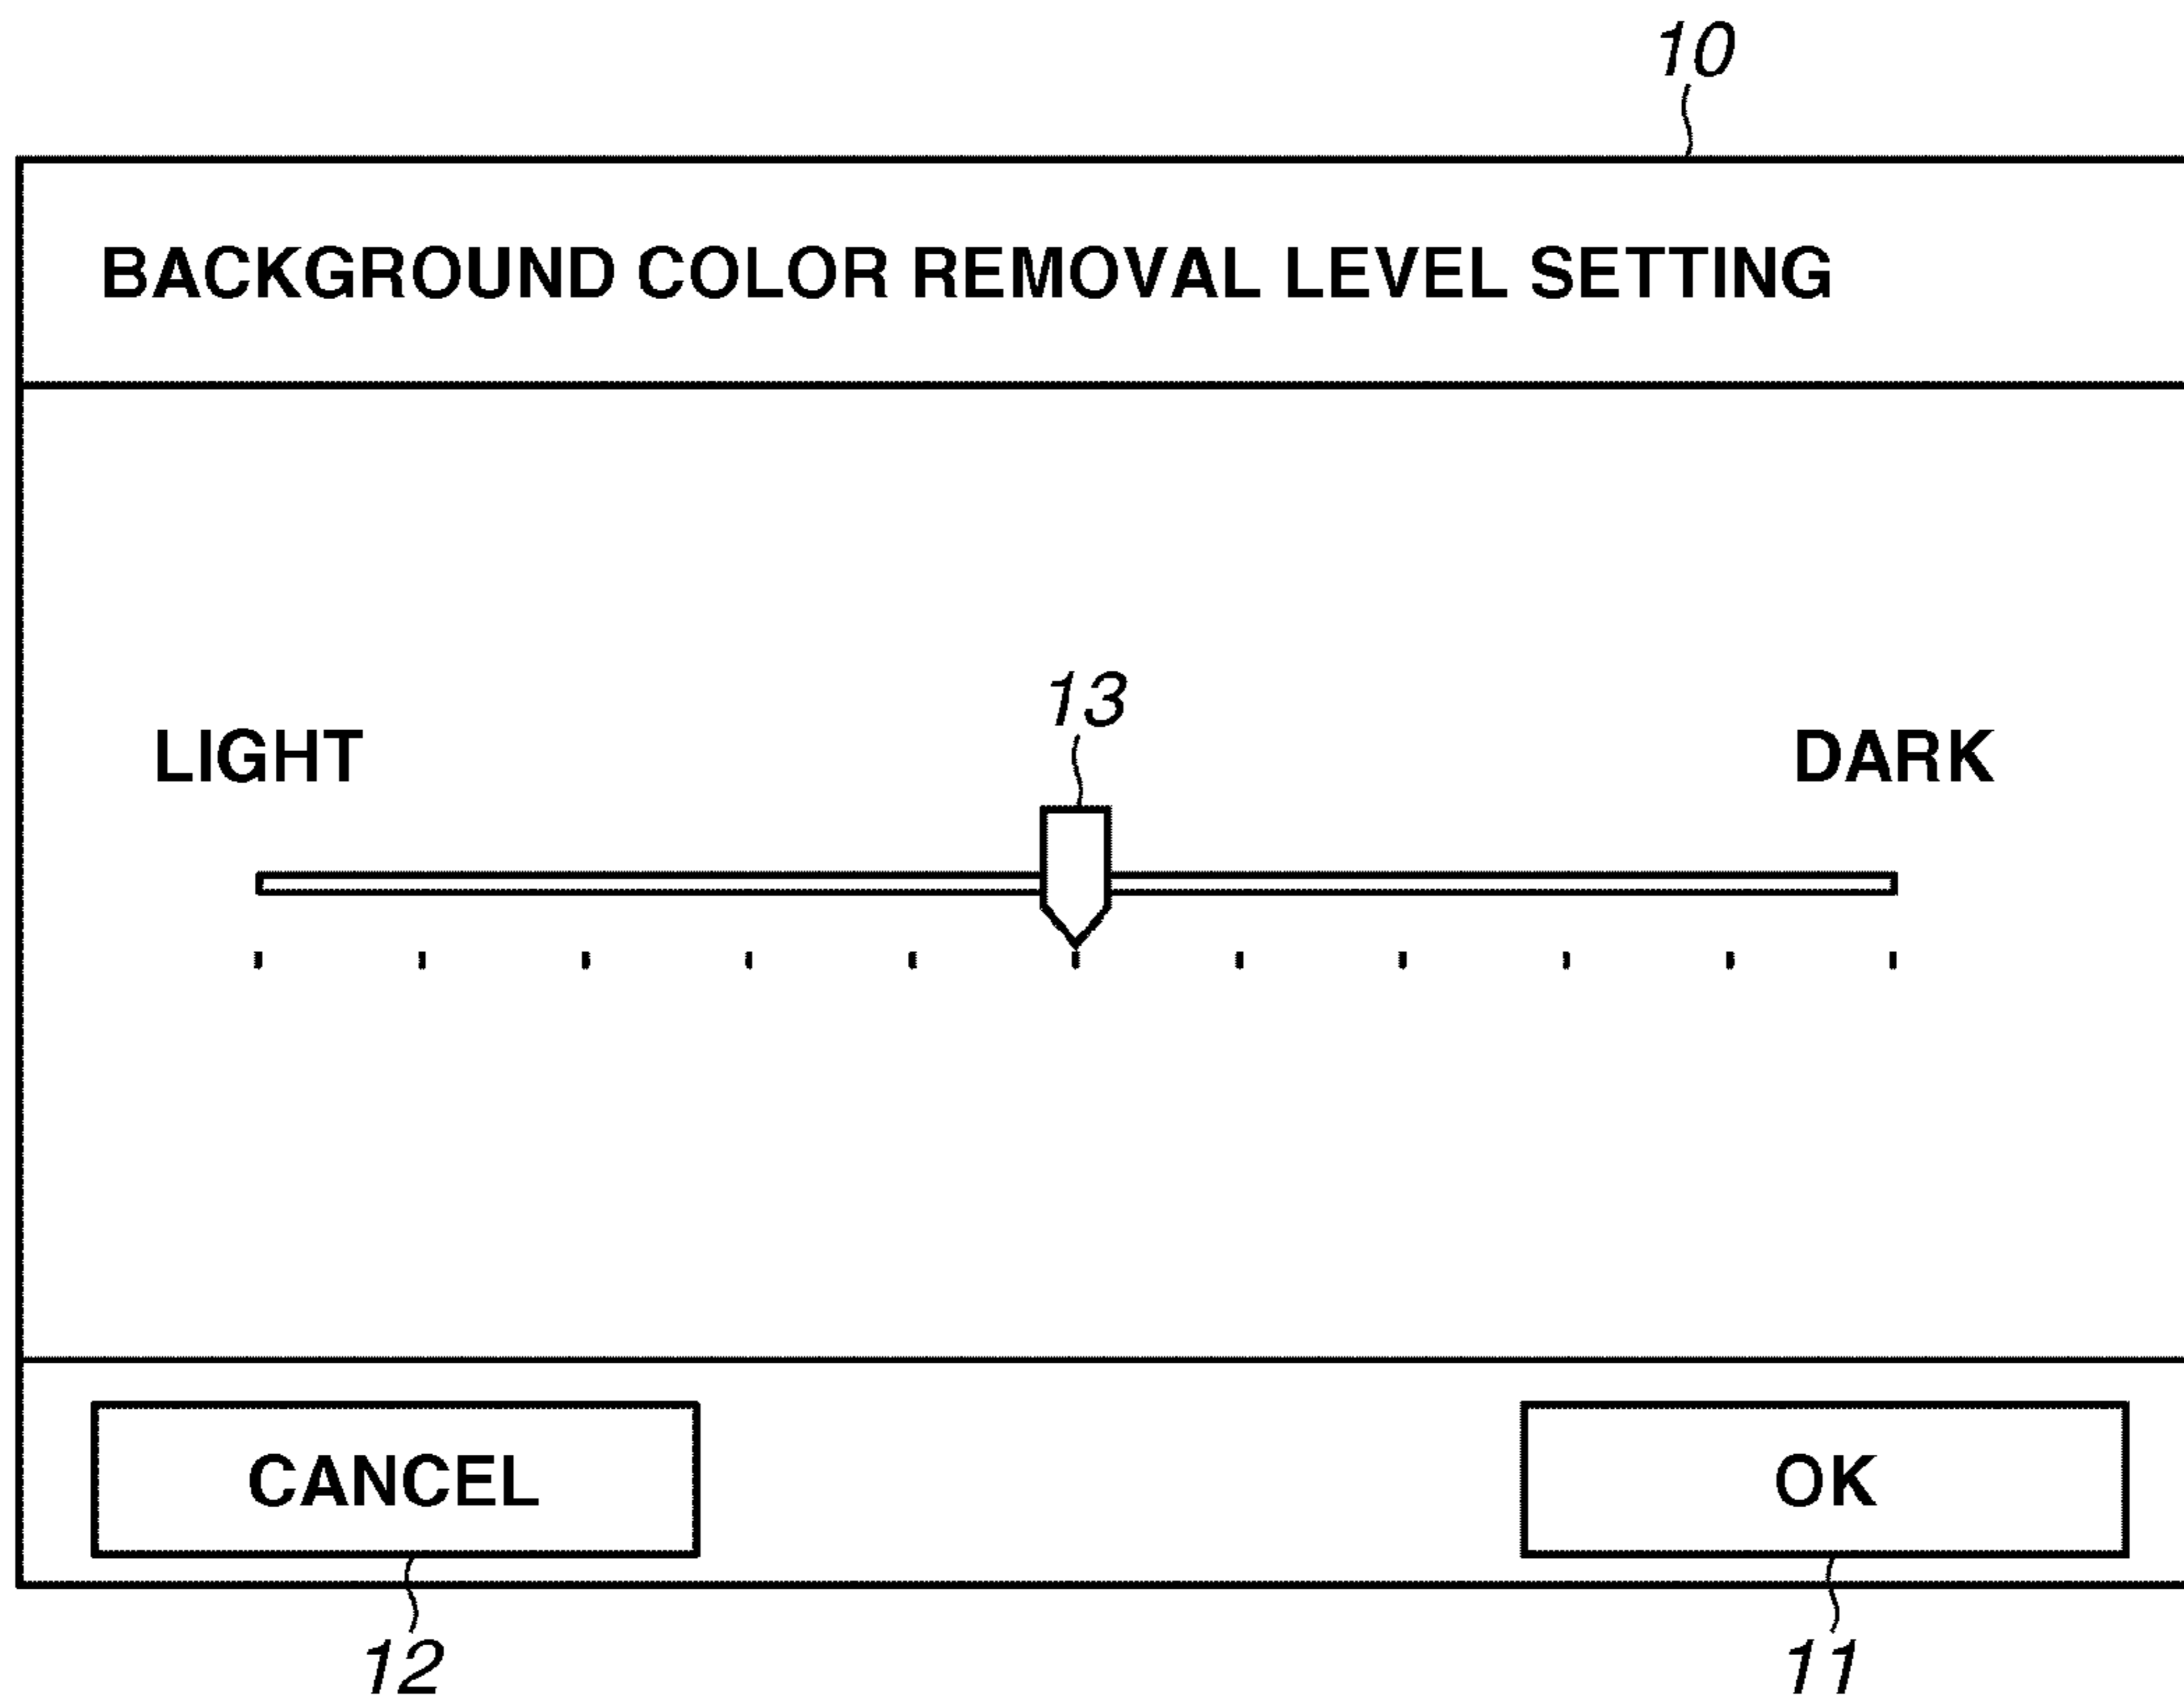 10
BACKGROUND COLOR REMOVAL LEVEL SETTING
13
LIGHT DARK
CANCEL OK
12 11